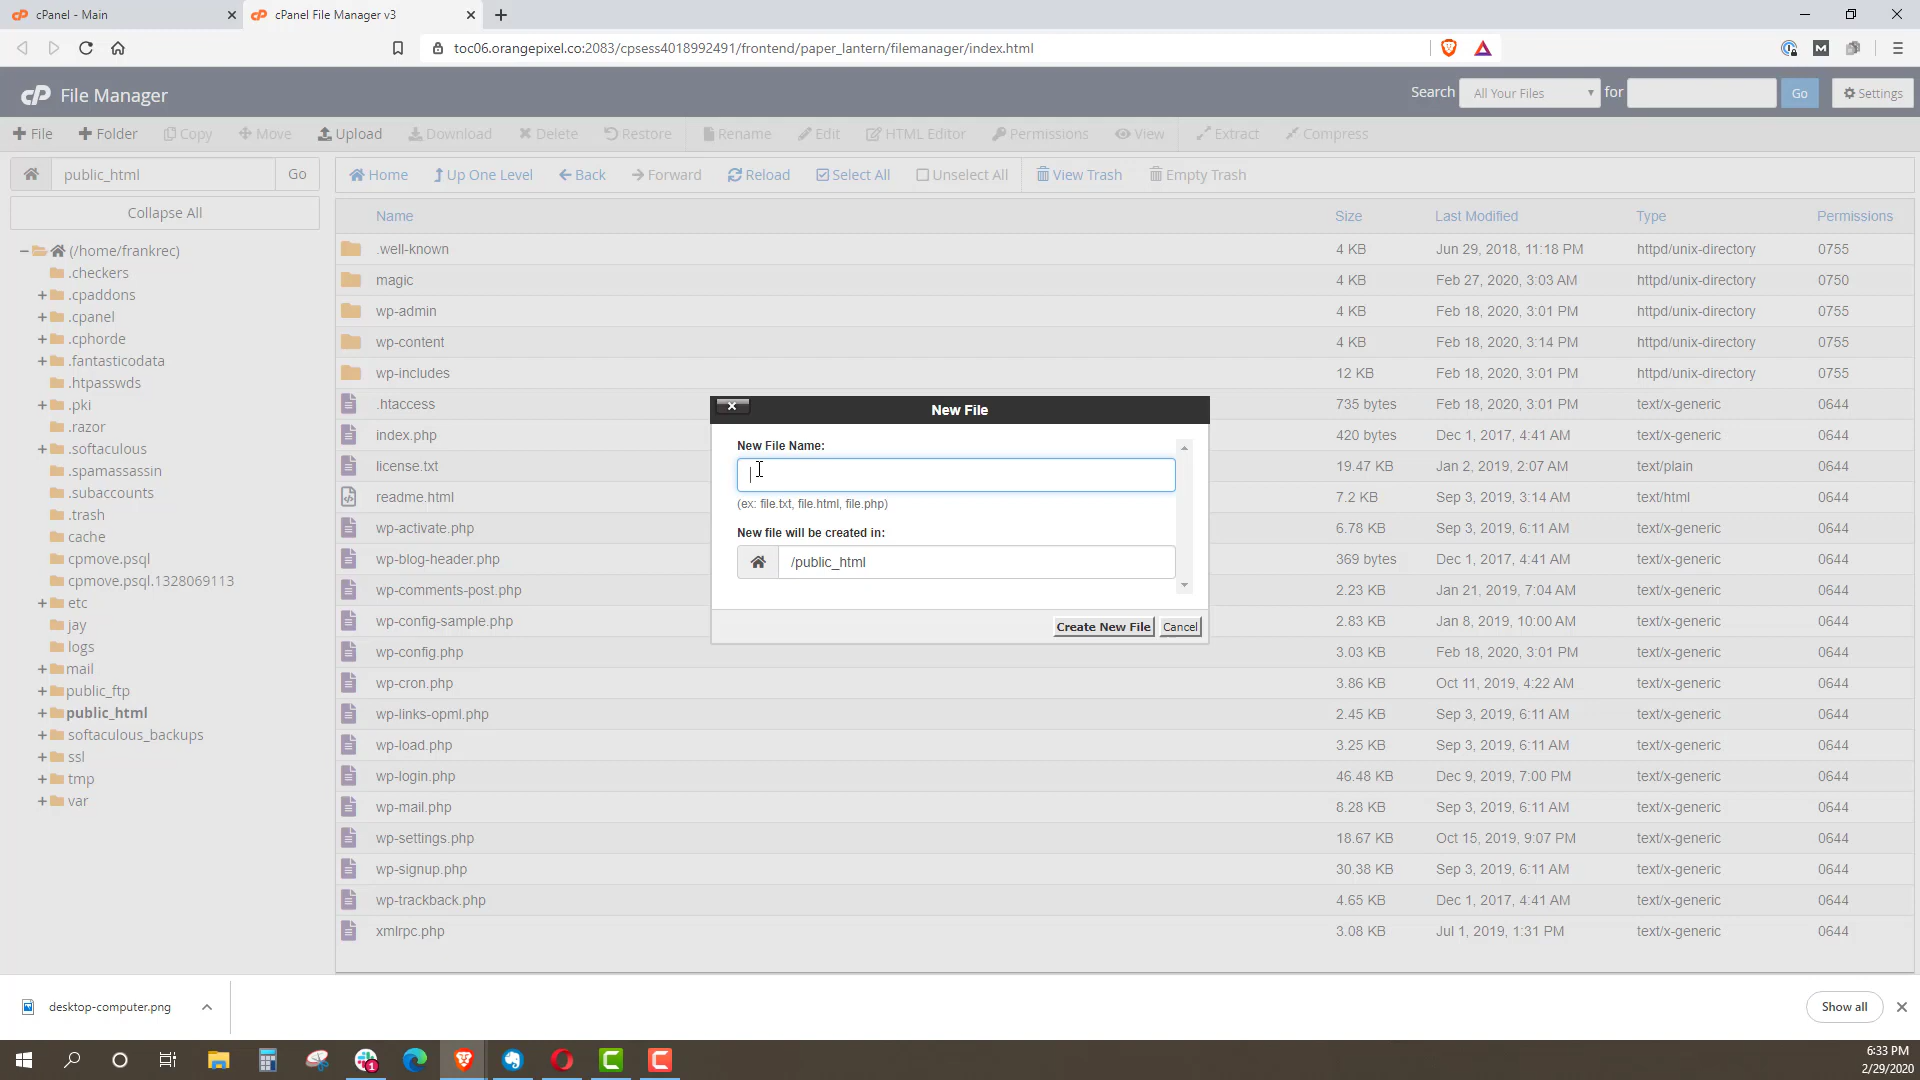 cPanel - Main
cPanel File Manager v3
toc06.orangepixel.co:2083/cpsess4018992491/frontend/paper_lantern/filemanager/index.html
cP File Manager
Search All Your Files for Go Settings
File Folder Copy Move Upload Download Delete Restore Rename Edit HTML Editor Permissions View Extract Compress
public_html Go
Home Up One Level Back Forward Reload Select All Unselect All View Trash Empty Trash
Collapse All
(/home/frankrec)
.checkers
.cpaddons
.cpanel
.cphorde
.fantasticodata
.htpasswds
.pki
.razor
.softaculous
.spamassassin
.subaccounts
.trash
cache
cpmove.psql
cpmove.psql.1328069113
etc
jay
logs
mail
public_ftp
public_html
softaculous_backups
ssl
tmp
var
Name Size Last Modified Type Permissions
.well-known 4 KB Jun 29, 2018, 11:18 PM httpd/unix-directory 0755
magic 4 KB Feb 27, 2020, 3:03 AM httpd/unix-directory 0750
wp-admin 4 KB Feb 18, 2020, 3:01 PM httpd/unix-directory 0755
wp-content 4 KB Feb 18, 2020, 3:14 PM httpd/unix-directory 0755
wp-includes 12 KB Feb 18, 2020, 3:01 PM httpd/unix-directory 0755
.htaccess 735 bytes Feb 18, 2020, 3:01 PM text/x-generic 0644
index.php 420 bytes Dec 1, 2017, 4:41 AM text/x-generic 0644
license.txt 19.47 KB Jan 2, 2019, 2:07 AM text/plain 0644
readme.html 7.2 KB Sep 3, 2019, 3:14 AM text/html 0644
wp-activate.php 6.78 KB Sep 3, 2019, 6:11 AM text/x-generic 0644
wp-blog-header.php 369 bytes Dec 1, 2017, 4:41 AM text/x-generic 0644
wp-comments-post.php 2.23 KB Jan 21, 2019, 7:04 AM text/x-generic 0644
wp-config-sample.php 2.83 KB Jan 8, 2019, 10:00 AM text/x-generic 0644
wp-config.php 3.03 KB Feb 18, 2020, 3:01 PM text/x-generic 0644
wp-cron.php 3.86 KB Oct 11, 2019, 4:22 AM text/x-generic 0644
wp-links-opml.php 2.45 KB Sep 3, 2019, 6:11 AM text/x-generic 0644
wp-load.php 3.25 KB Sep 3, 2019, 6:11 AM text/x-generic 0644
wp-login.php 46.48 KB Dec 9, 2019, 7:00 PM text/x-generic 0644
wp-mail.php 8.28 KB Sep 3, 2019, 6:11 AM text/x-generic 0644
wp-settings.php 18.67 KB Oct 15, 2019, 9:07 PM text/x-generic 0644
wp-signup.php 30.38 KB Sep 3, 2019, 6:11 AM text/x-generic 0644
wp-trackback.php 4.65 KB Dec 1, 2017, 4:41 AM text/x-generic 0644
xmlrpc.php 3.08 KB Jul 1, 2019, 1:31 PM text/x-generic 0644
New File
New File Name:
(ex: file.txt, file.html, file.php)
New file will be created in:
/public_html
Create New File Cancel
desktop-computer.png
Show all
1
6:33 PM
2/29/2020